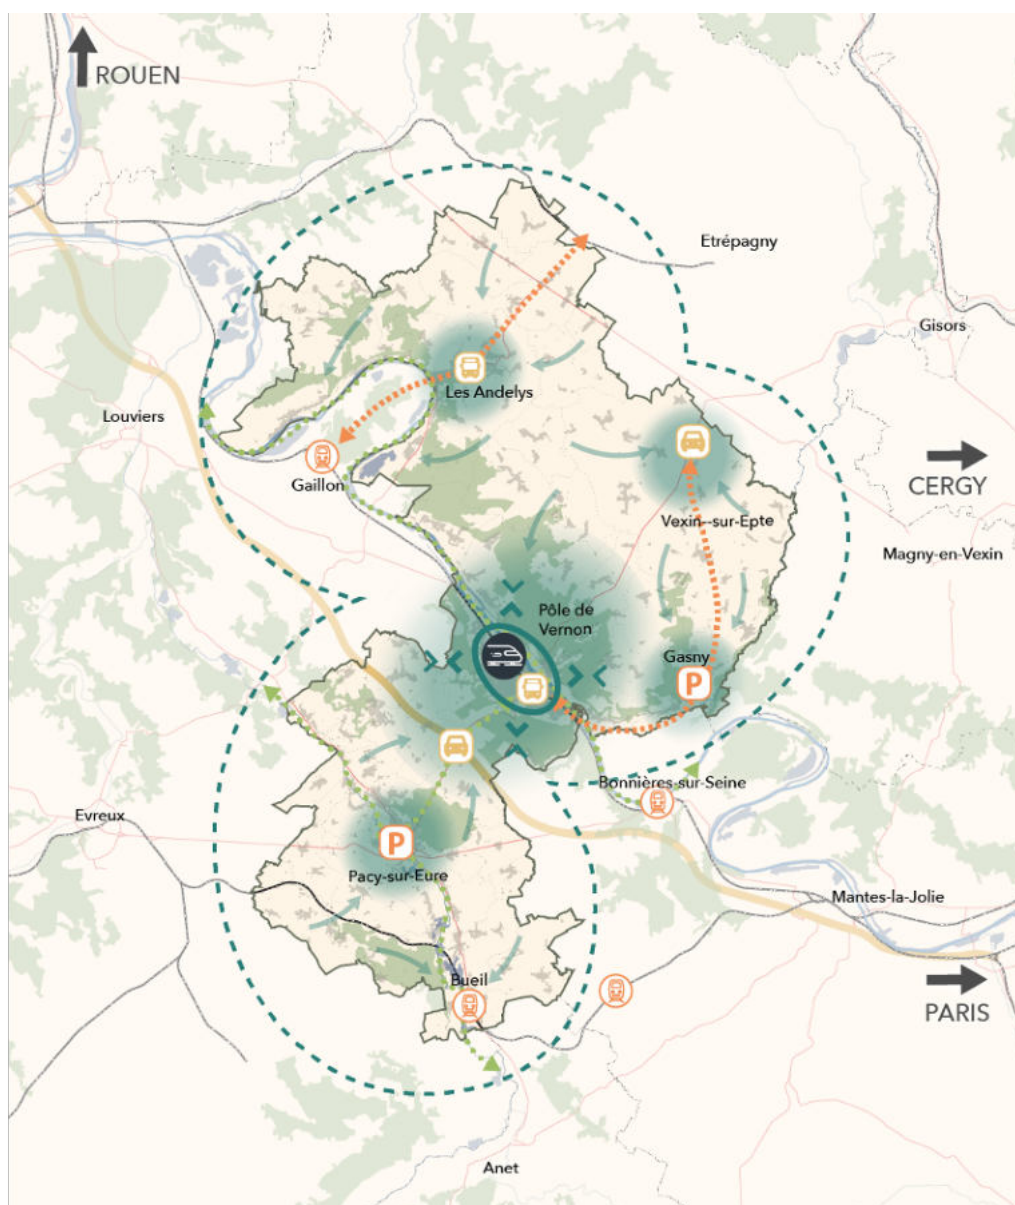 ROUEN
Etrépagny
Gisors
Les Andelys
Louviers
Gaillon
CERGY
Vexin--sur-Epte
Magny-en-Vexin
Pôle de
Vernon
Gasny
P
Bonnières-sur-Seine
Evreux
P
Pacy-sur-Eure
Mantes-la-Jolie
Bueil
PARIS
Anet